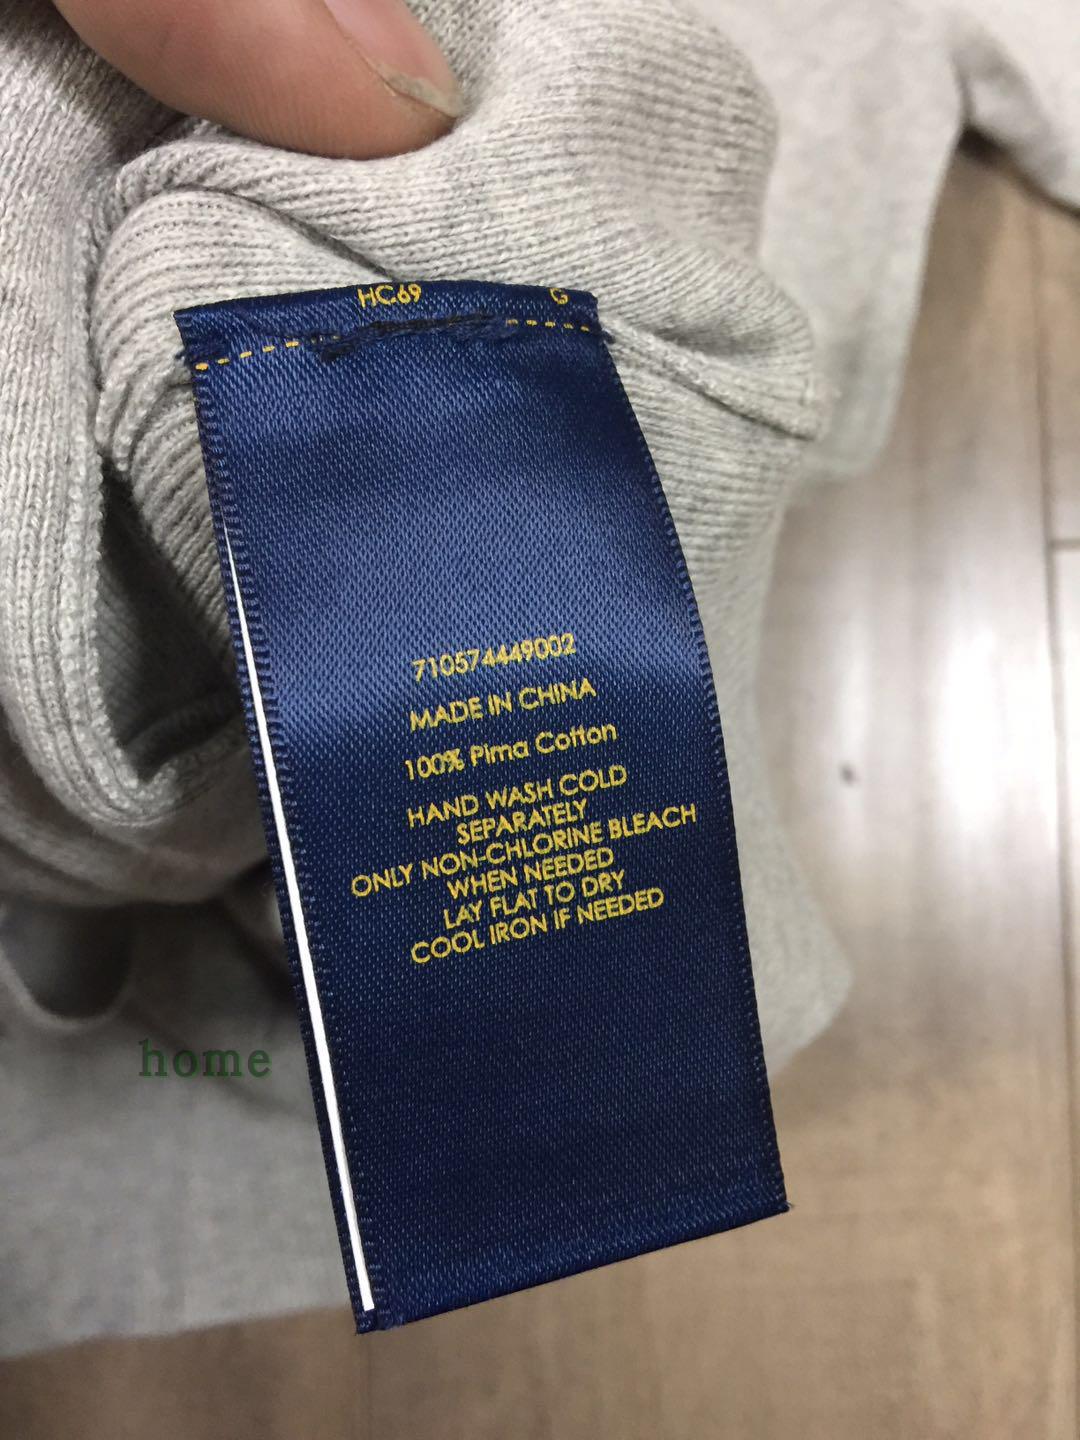 HC69 G
710574449002
MADE IN CHINA
100% Pima Cotton
HAND WASH COLD
SEPARATELY
ONLY NON-CHLORINE BLEACH
WHEN NEEDED
LAY FLAT TO DRY
COOL IRON IF NEEDED
home